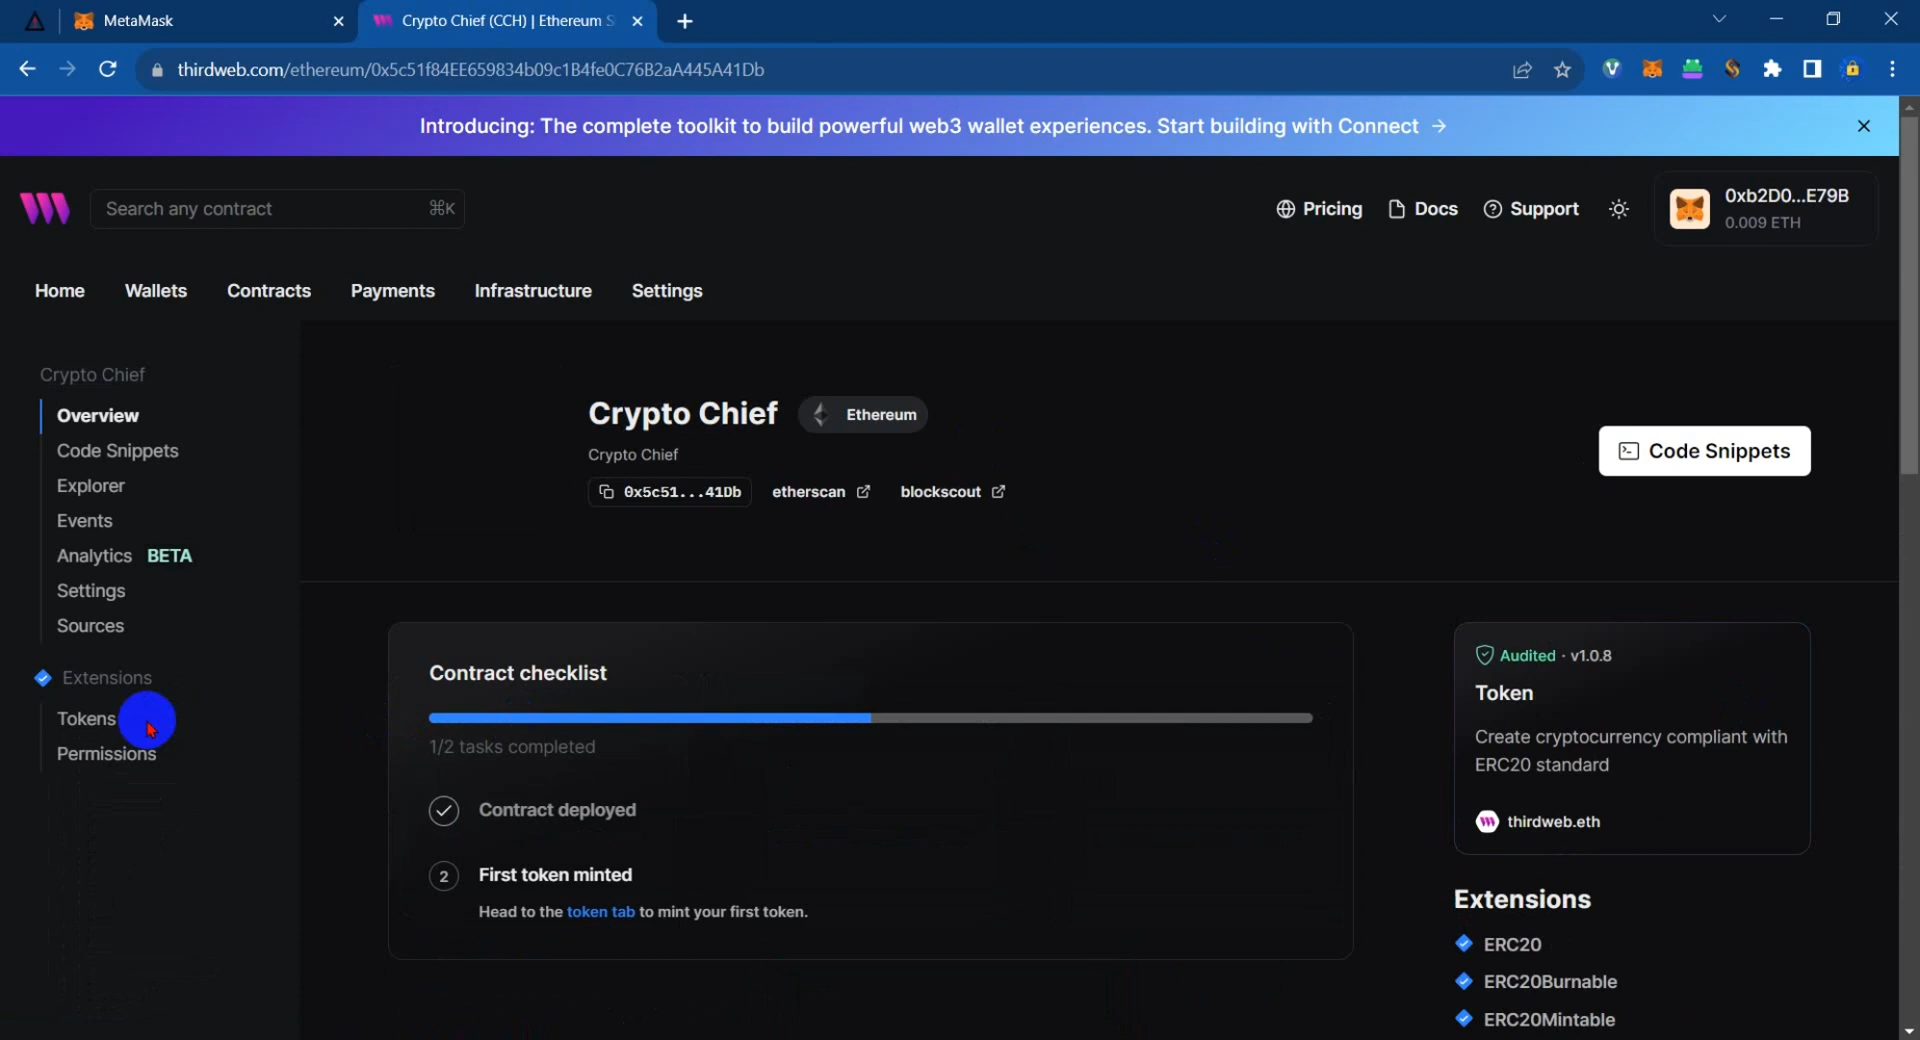 MetaMask
Crypto Chief (CCH) | Ethereum S
thirdweb.com/ethereum/0x5c51f84EE659834b09c1B4fe0C76B2aA445A41Db
Introducing: The complete toolkit to build powerful web3 wallet experiences. Start building with Connect →
Search any contract ⌘K
Pricing Docs Support
0xb2D0...E79B
0.009 ETH
Home Wallets Contracts Payments Infrastructure Settings
Crypto Chief
Overview
Code Snippets
Explorer
Events
Analytics BETA
Settings
Sources
Extensions
Tokens
Permissions
Crypto Chief Ethereum
Crypto Chief
0x5c51...41Db etherscan blockscout
Code Snippets
Contract checklist
1/2 tasks completed
Contract deployed
2 First token minted
Head to the token tab to mint your first token.
Audited · v1.0.8
Token
Create cryptocurrency compliant with
ERC20 standard
thirdweb.eth
Extensions
ERC20
ERC20Burnable
ERC20Mintable